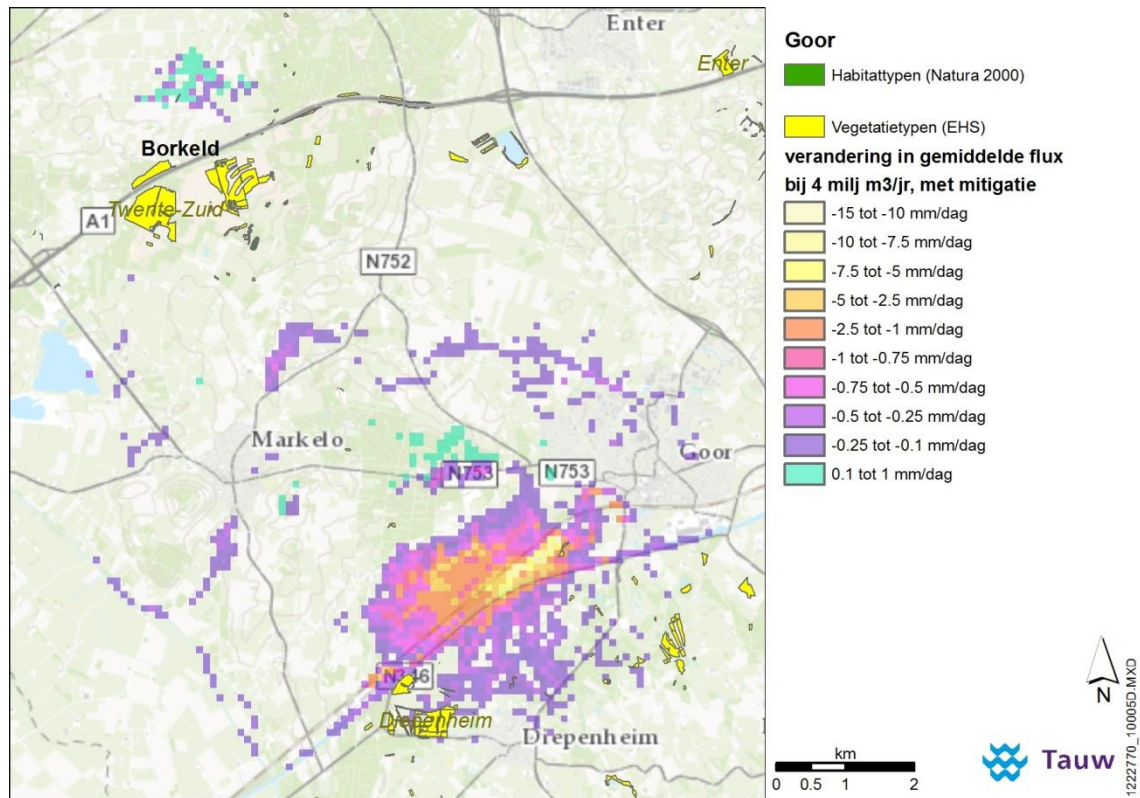 Enter
Enter
Borkeld
Twente-Zuid
A1
N752
Markelo
N753
N753
Goor
N346
Diepenheim
Diepenheim
Goor
Habitattypen (Natura 2000)
Vegetatietypen (EHS)
verandering in gemiddelde flux
bij 4 milj m3/jr, met mitigatie
-15 tot -10 mm/dag
-10 tot -7.5 mm/dag
-7.5 tot -5 mm/dag
-5 tot -2.5 mm/dag
-2.5 tot -1 mm/dag
-1 tot -0.75 mm/dag
-0.75 tot -0.5 mm/dag
-0.5 tot -0.25 mm/dag
-0.25 tot -0.1 mm/dag
0.1 tot 1 mm/dag
N
km
0 0.5 1 2
Tauw
1222770_10005D.MXD